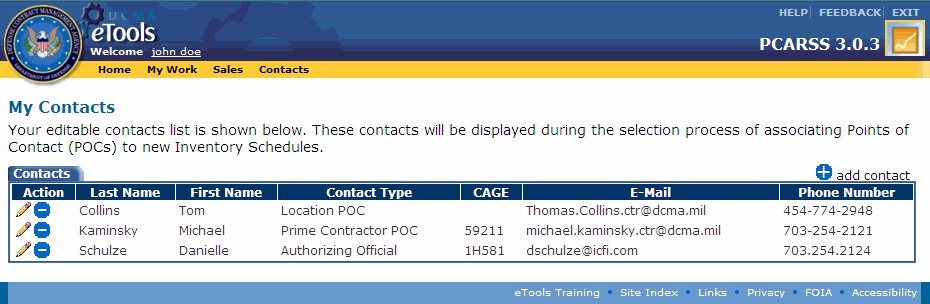 HELP | FEEDBACK | EXIT
eTools
Welcome john doe
PCARSS 3.0.3
Home My Work Sales Contacts
My Contacts
Your editable contacts list is shown below. These contacts will be displayed during the selection process of associating Points of
Contact (POCs) to new Inventory Schedules.
Contacts
add contact
Action Last Name First Name Contact Type CAGE E-Mail Phone Number
Collins Tom Location POC Thomas.Collins.ctr@dcma.mil 454-774-2948
Kaminsky Michael Prime Contractor POC 59211 michael.kaminsky.ctr@dcma.mil 703-254-2121
Schulze Danielle Authorizing Official 1H581 dschulze@icfi.com 703.254.2124
eTools Training • Site Index • Links • Privacy • FOIA • Accessibility